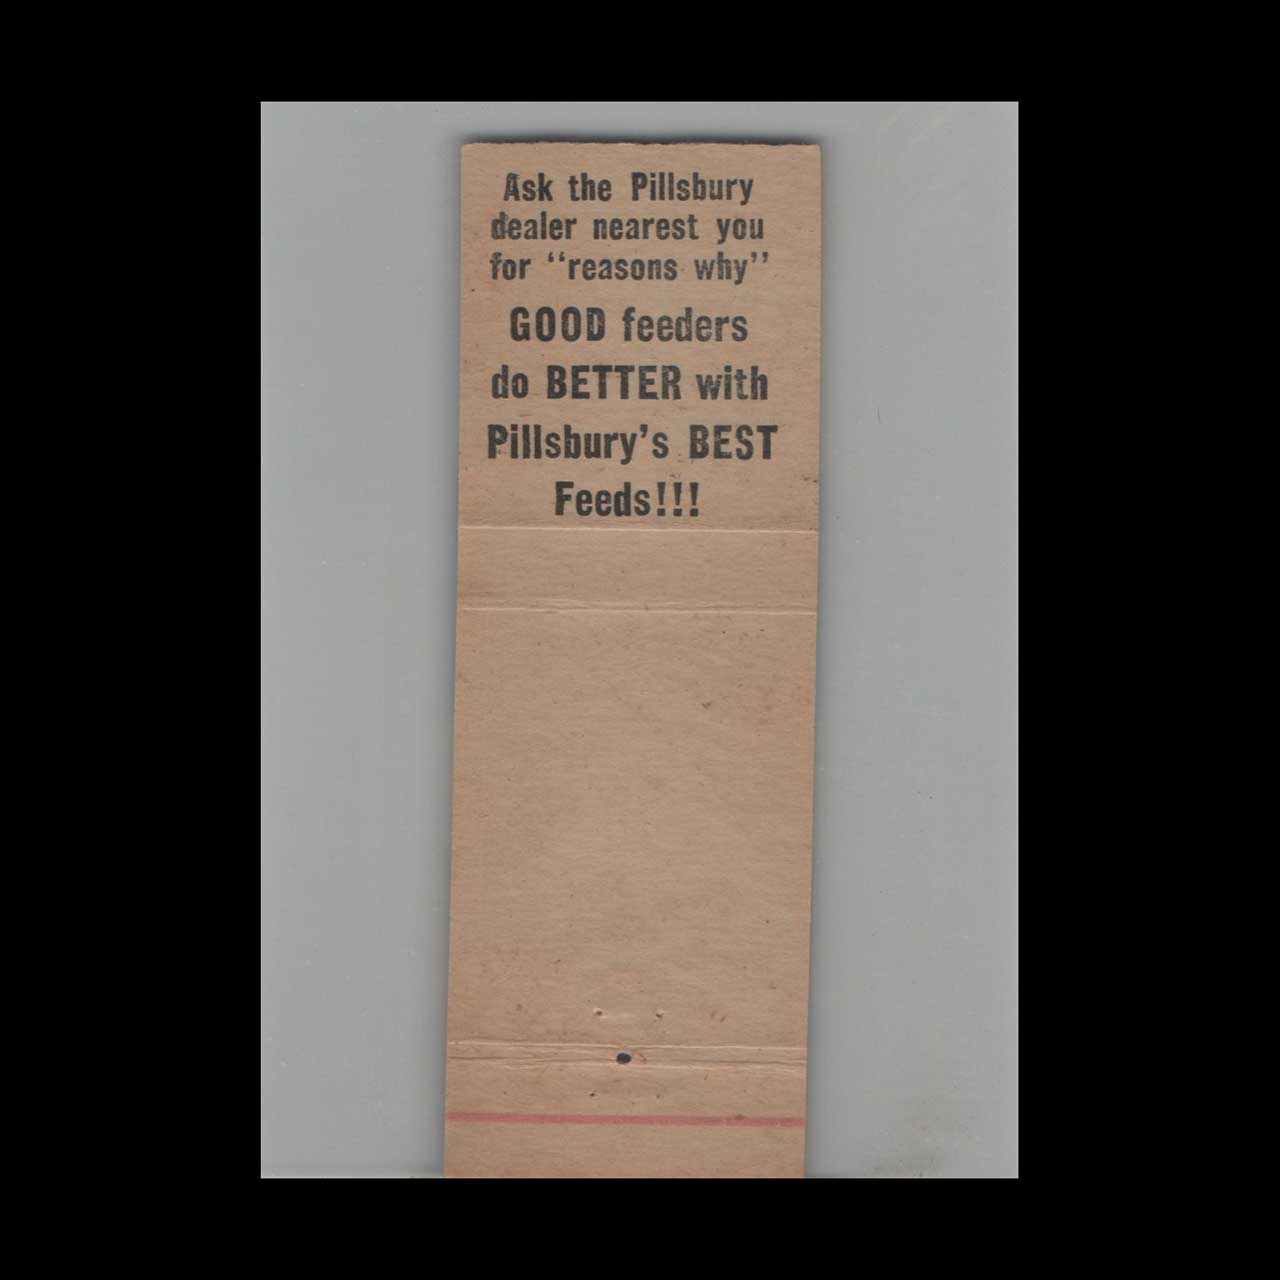 Ask the Pillsbury
dealer nearest you
for “reasons why”
GOOD feeders
do BETTER with
Pillsbury’s BEST
Feeds!!!